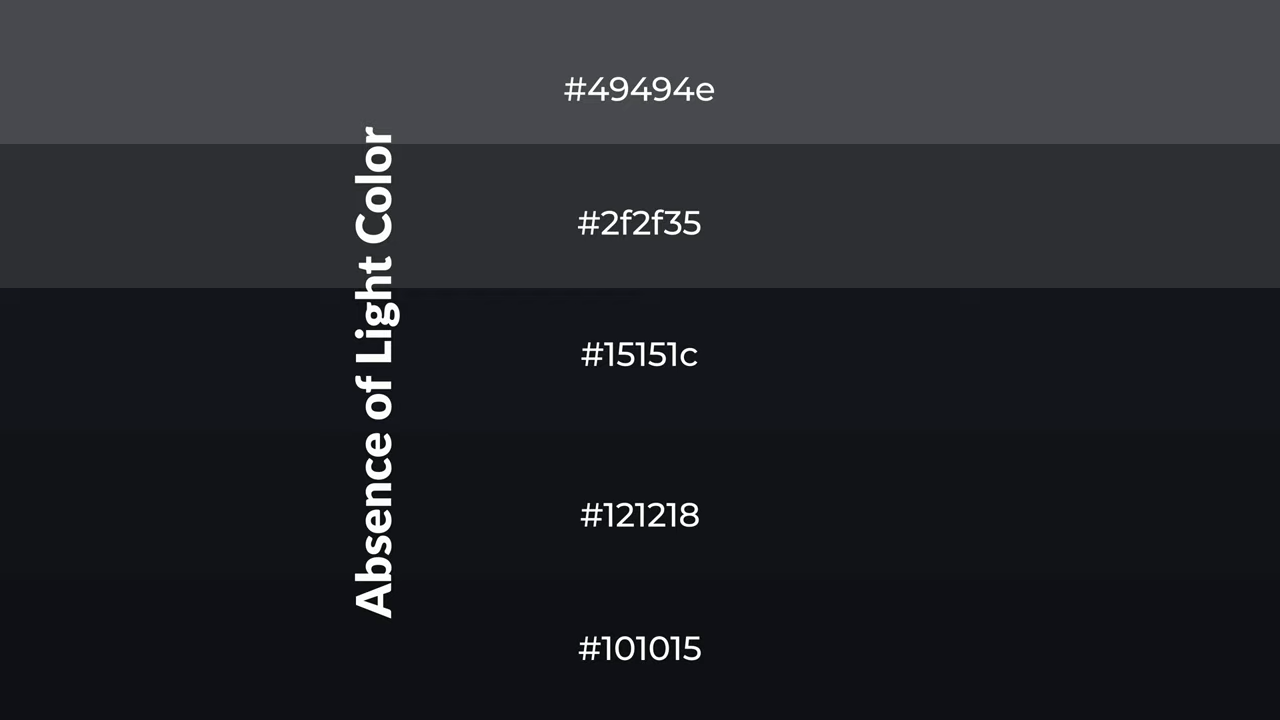 #49494e
Absence of Light Color
#2f2f35
#15151c
#121218
#101015